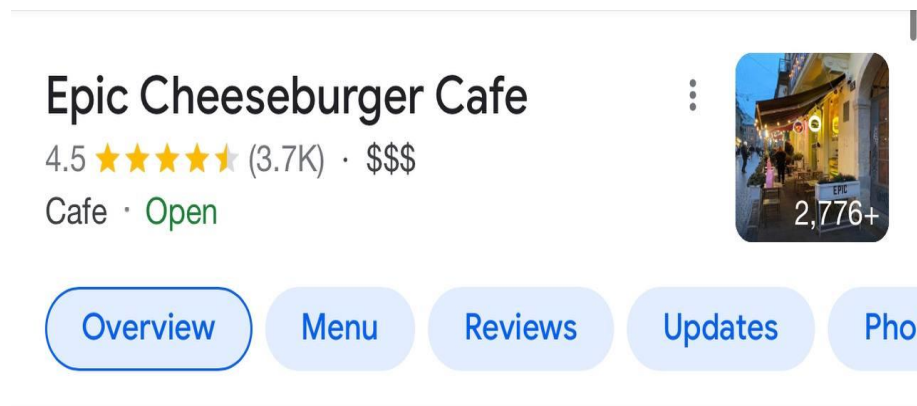 Epic Cheeseburger Cafe
4.5 (3.7K) · $$$
Cafe · Open
EPIC
2,776+
Overview Menu Reviews Updates Pho